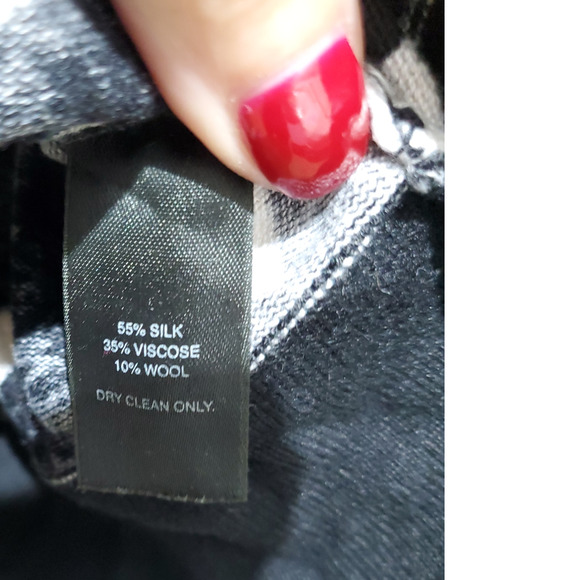 55% SILK
35% VISCOSE
10% WOOL
DRY CLEAN ONLY.